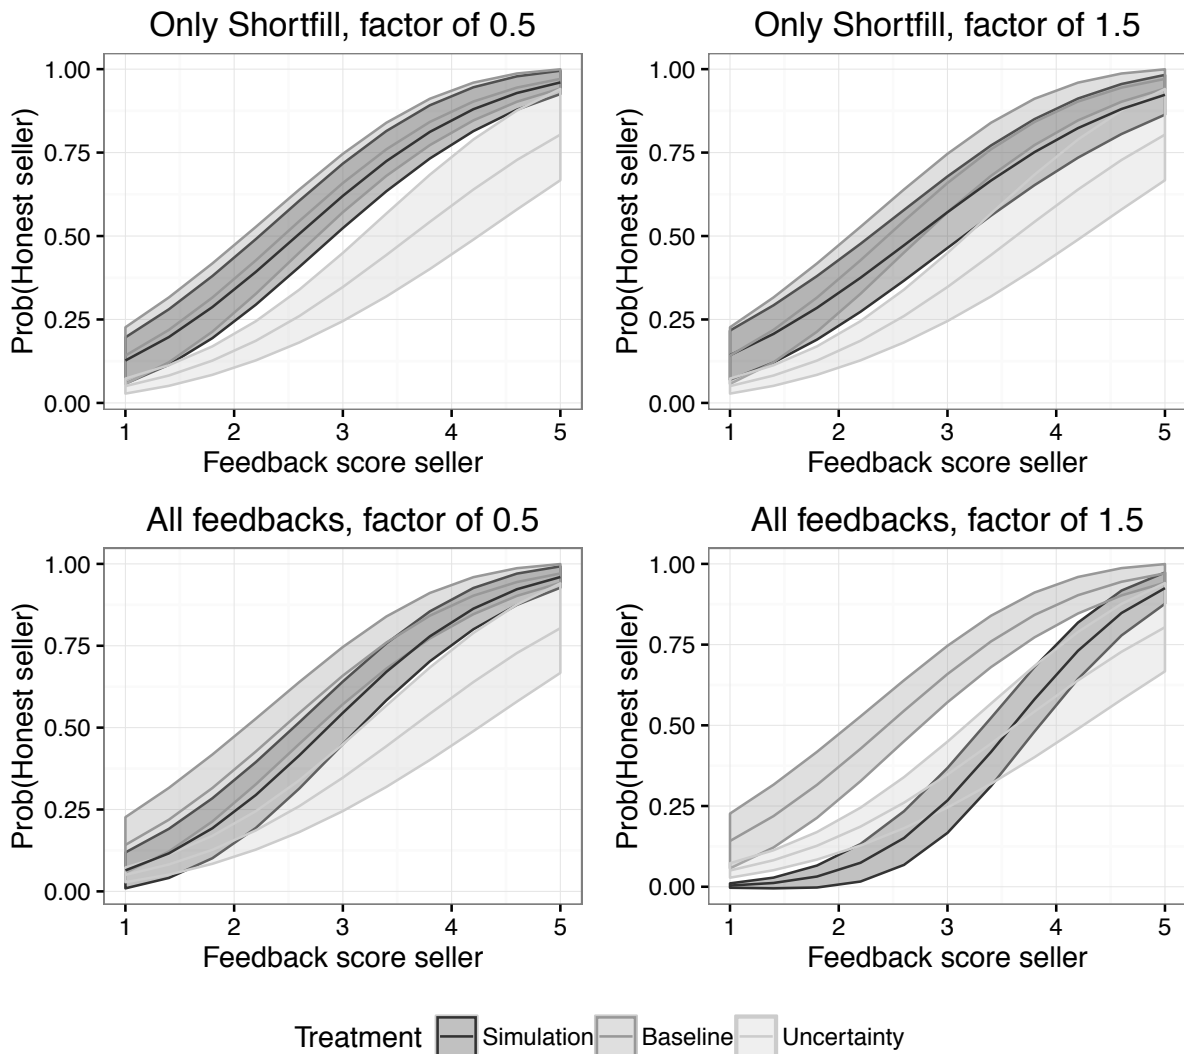 Only Shortfill, factor of 0.5
Only Shortfill, factor of 1.5
Prob(Honest seller)
1.00
0.75
0.50
0.25
0.00
1 2 3 4 5
Feedback score seller
Prob(Honest seller)
1.00
0.75
0.50
0.25
0.00
1 2 3 4 5
Feedback score seller
All feedbacks, factor of 0.5
All feedbacks, factor of 1.5
Prob(Honest seller)
1.00
0.75
0.50
0.25
0.00
1 2 3 4 5
Feedback score seller
Prob(Honest seller)
1.00
0.75
0.50
0.25
0.00
1 2 3 4 5
Feedback score seller
Treatment Simulation Baseline Uncertainty